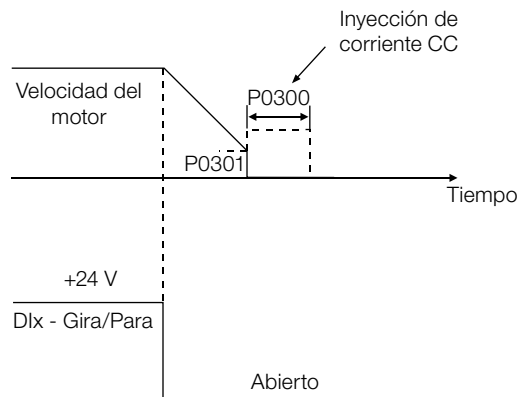 Inyección de
corriente CC
Velocidad del
motor
P0300
P0301
Tiempo
+24 V
DIx - Gira/Para
Abierto